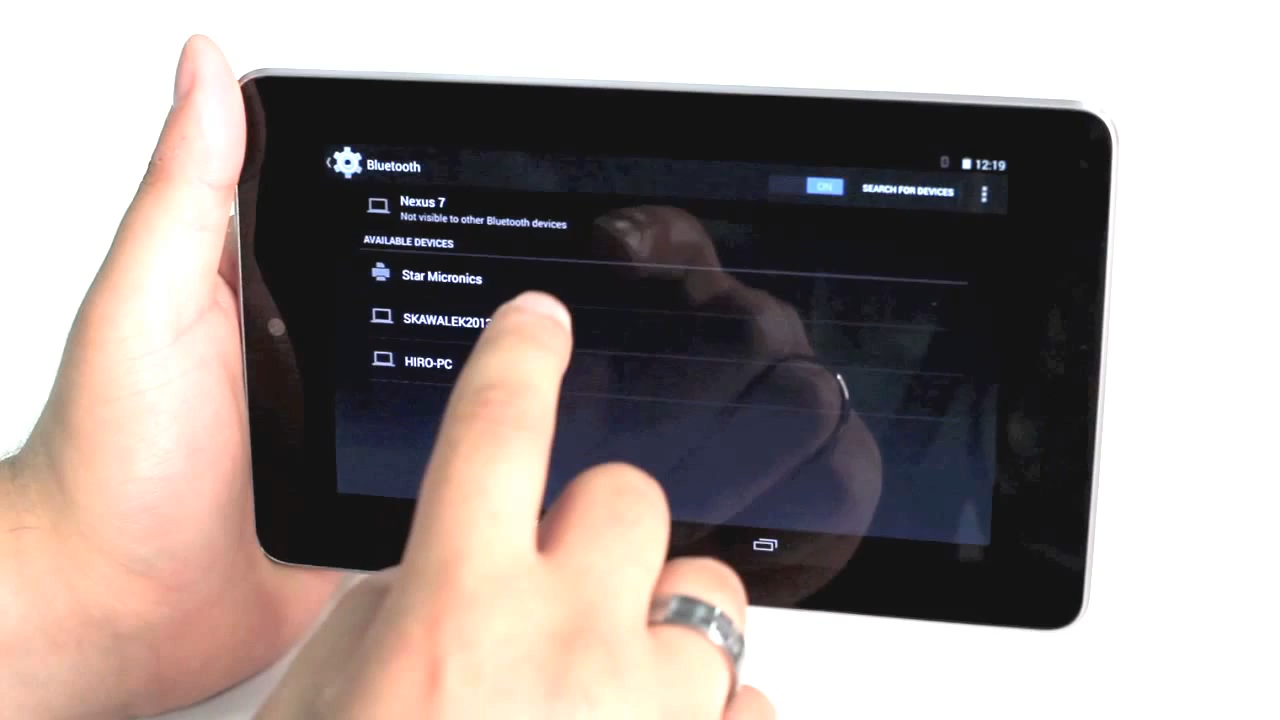 Bluetooth
12:19
ON
SEARCH FOR DEVICES
Nexus 7
Not visible to other Bluetooth devices
AVAILABLE DEVICES
Star Micronics
SKAWALEK2012
HIRO-PC